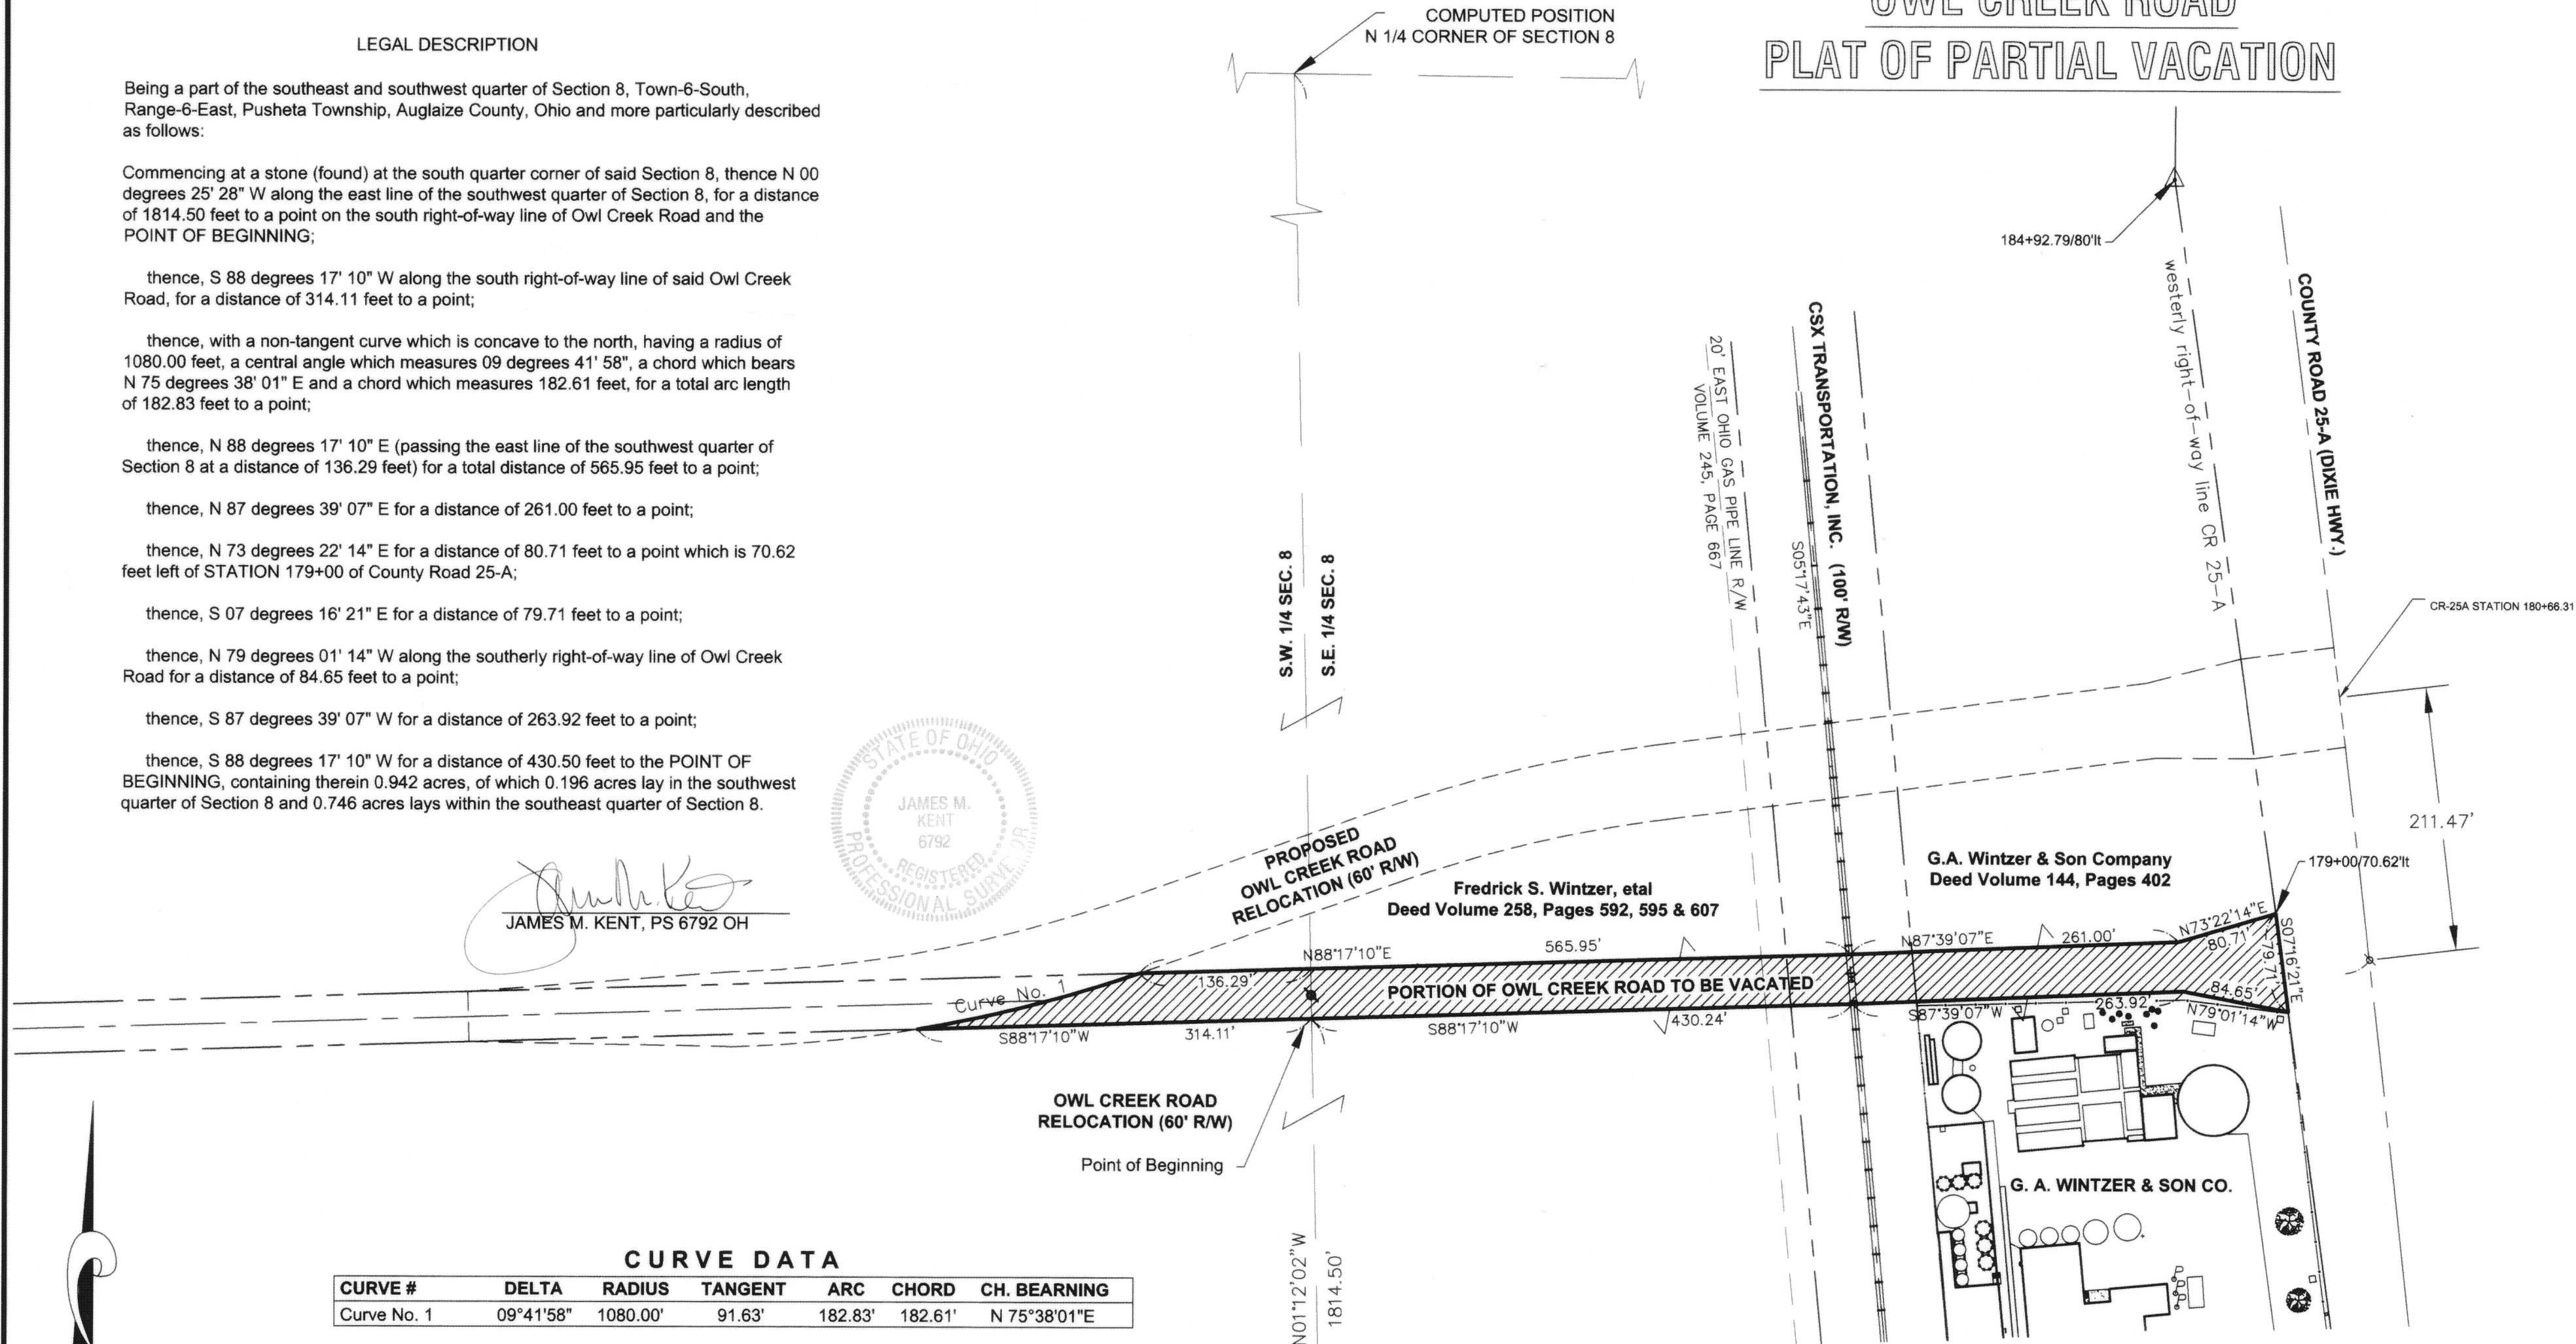 OWL CREEK ROAD
PLAT OF PARTIAL VACATION
LEGAL DESCRIPTION
Being a part of the southeast and southwest quarter of Section 8, Town-6-South,
Range-6-East, Pusheta Township, Auglaize County, Ohio and more particularly described
as follows:
Commencing at a stone (found) at the south quarter corner of said Section 8, thence N 00
degrees 25' 28" W along the east line of the southwest quarter of Section 8, for a distance
of 1814.50 feet to a point on the south right-of-way line of Owl Creek Road and the
POINT OF BEGINNING;
thence, S 88 degrees 17' 10" W along the south right-of-way line of said Owl Creek
Road, for a distance of 314.11 feet to a point;
thence, with a non-tangent curve which is concave to the north, having a radius of
1080.00 feet, a central angle which measures 09 degrees 41' 58", a chord which bears
N 75 degrees 38' 01" E and a chord which measures 182.61 feet, for a total arc length
of 182.83 feet to a point;
thence, N 88 degrees 17' 10" E (passing the east line of the southwest quarter of
Section 8 at a distance of 136.29 feet) for a total distance of 565.95 feet to a point;
thence, N 87 degrees 39' 07" E for a distance of 261.00 feet to a point;
thence, N 73 degrees 22' 14" E for a distance of 80.71 feet to a point which is 70.62
feet left of STATION 179+00 of County Road 25-A;
thence, S 07 degrees 16' 21" E for a distance of 79.71 feet to a point;
thence, N 79 degrees 01' 14" W along the southerly right-of-way line of Owl Creek
Road for a distance of 84.65 feet to a point;
thence, S 87 degrees 39' 07" W for a distance of 263.92 feet to a point;
thence, S 88 degrees 17' 10" W for a distance of 430.50 feet to the POINT OF
BEGINNING, containing therein 0.942 acres, of which 0.196 acres lay in the southwest
quarter of Section 8 and 0.746 acres lays within the southeast quarter of Section 8.
JAMES M. KENT, PS 6792 OH
STATE OF OHIO
JAMES M.
KENT
6792
REGISTERED
PROFESSIONAL SURVEYOR
COMPUTED POSITION
N 1/4 CORNER OF SECTION 8
184+92.79/80'lt
westerly right-of-way line CR 25-A
COUNTY ROAD 25-A (DIXIE HWY.)
CSX TRANSPORTATION, INC. (100' R/W)
S05°17'43"E
20' EAST OHIO GAS PIPE LINE R/W
VOLUME 245, PAGE 667
S.W. 1/4 SEC. 8
S.E. 1/4 SEC. 8
CR-25A STATION 180+66.31
211.47'
179+00/70.62'lt
PROPOSED
OWL CREEK ROAD
RELOCATION (60' R/W)
Fredrick S. Wintzer, etal
Deed Volume 258, Pages 592, 595 & 607
G.A. Wintzer & Son Company
Deed Volume 144, Pages 402
N88°17'10"E
565.95'
N87°39'07"E
261.00'
N73°22'14"E
80.71'
S07°16'21"E
79.71'
136.29'
Curve No. 1
PORTION OF OWL CREEK ROAD TO BE VACATED
84.65'
N79°01'14"W
263.92'
S87°39'07"W
430.24'
S88°17'10"W
314.11'
S88°17'10"W
OWL CREEK ROAD
RELOCATION (60' R/W)
Point of Beginning
N01°12'02"W
1814.50'
G. A. WINTZER & SON CO.
CURVE DATA
CURVE # DELTA RADIUS TANGENT ARC CHORD CH. BEARNING
Curve No. 1 09°41'58" 1080.00' 91.63' 182.83' 182.61' N 75°38'01"E